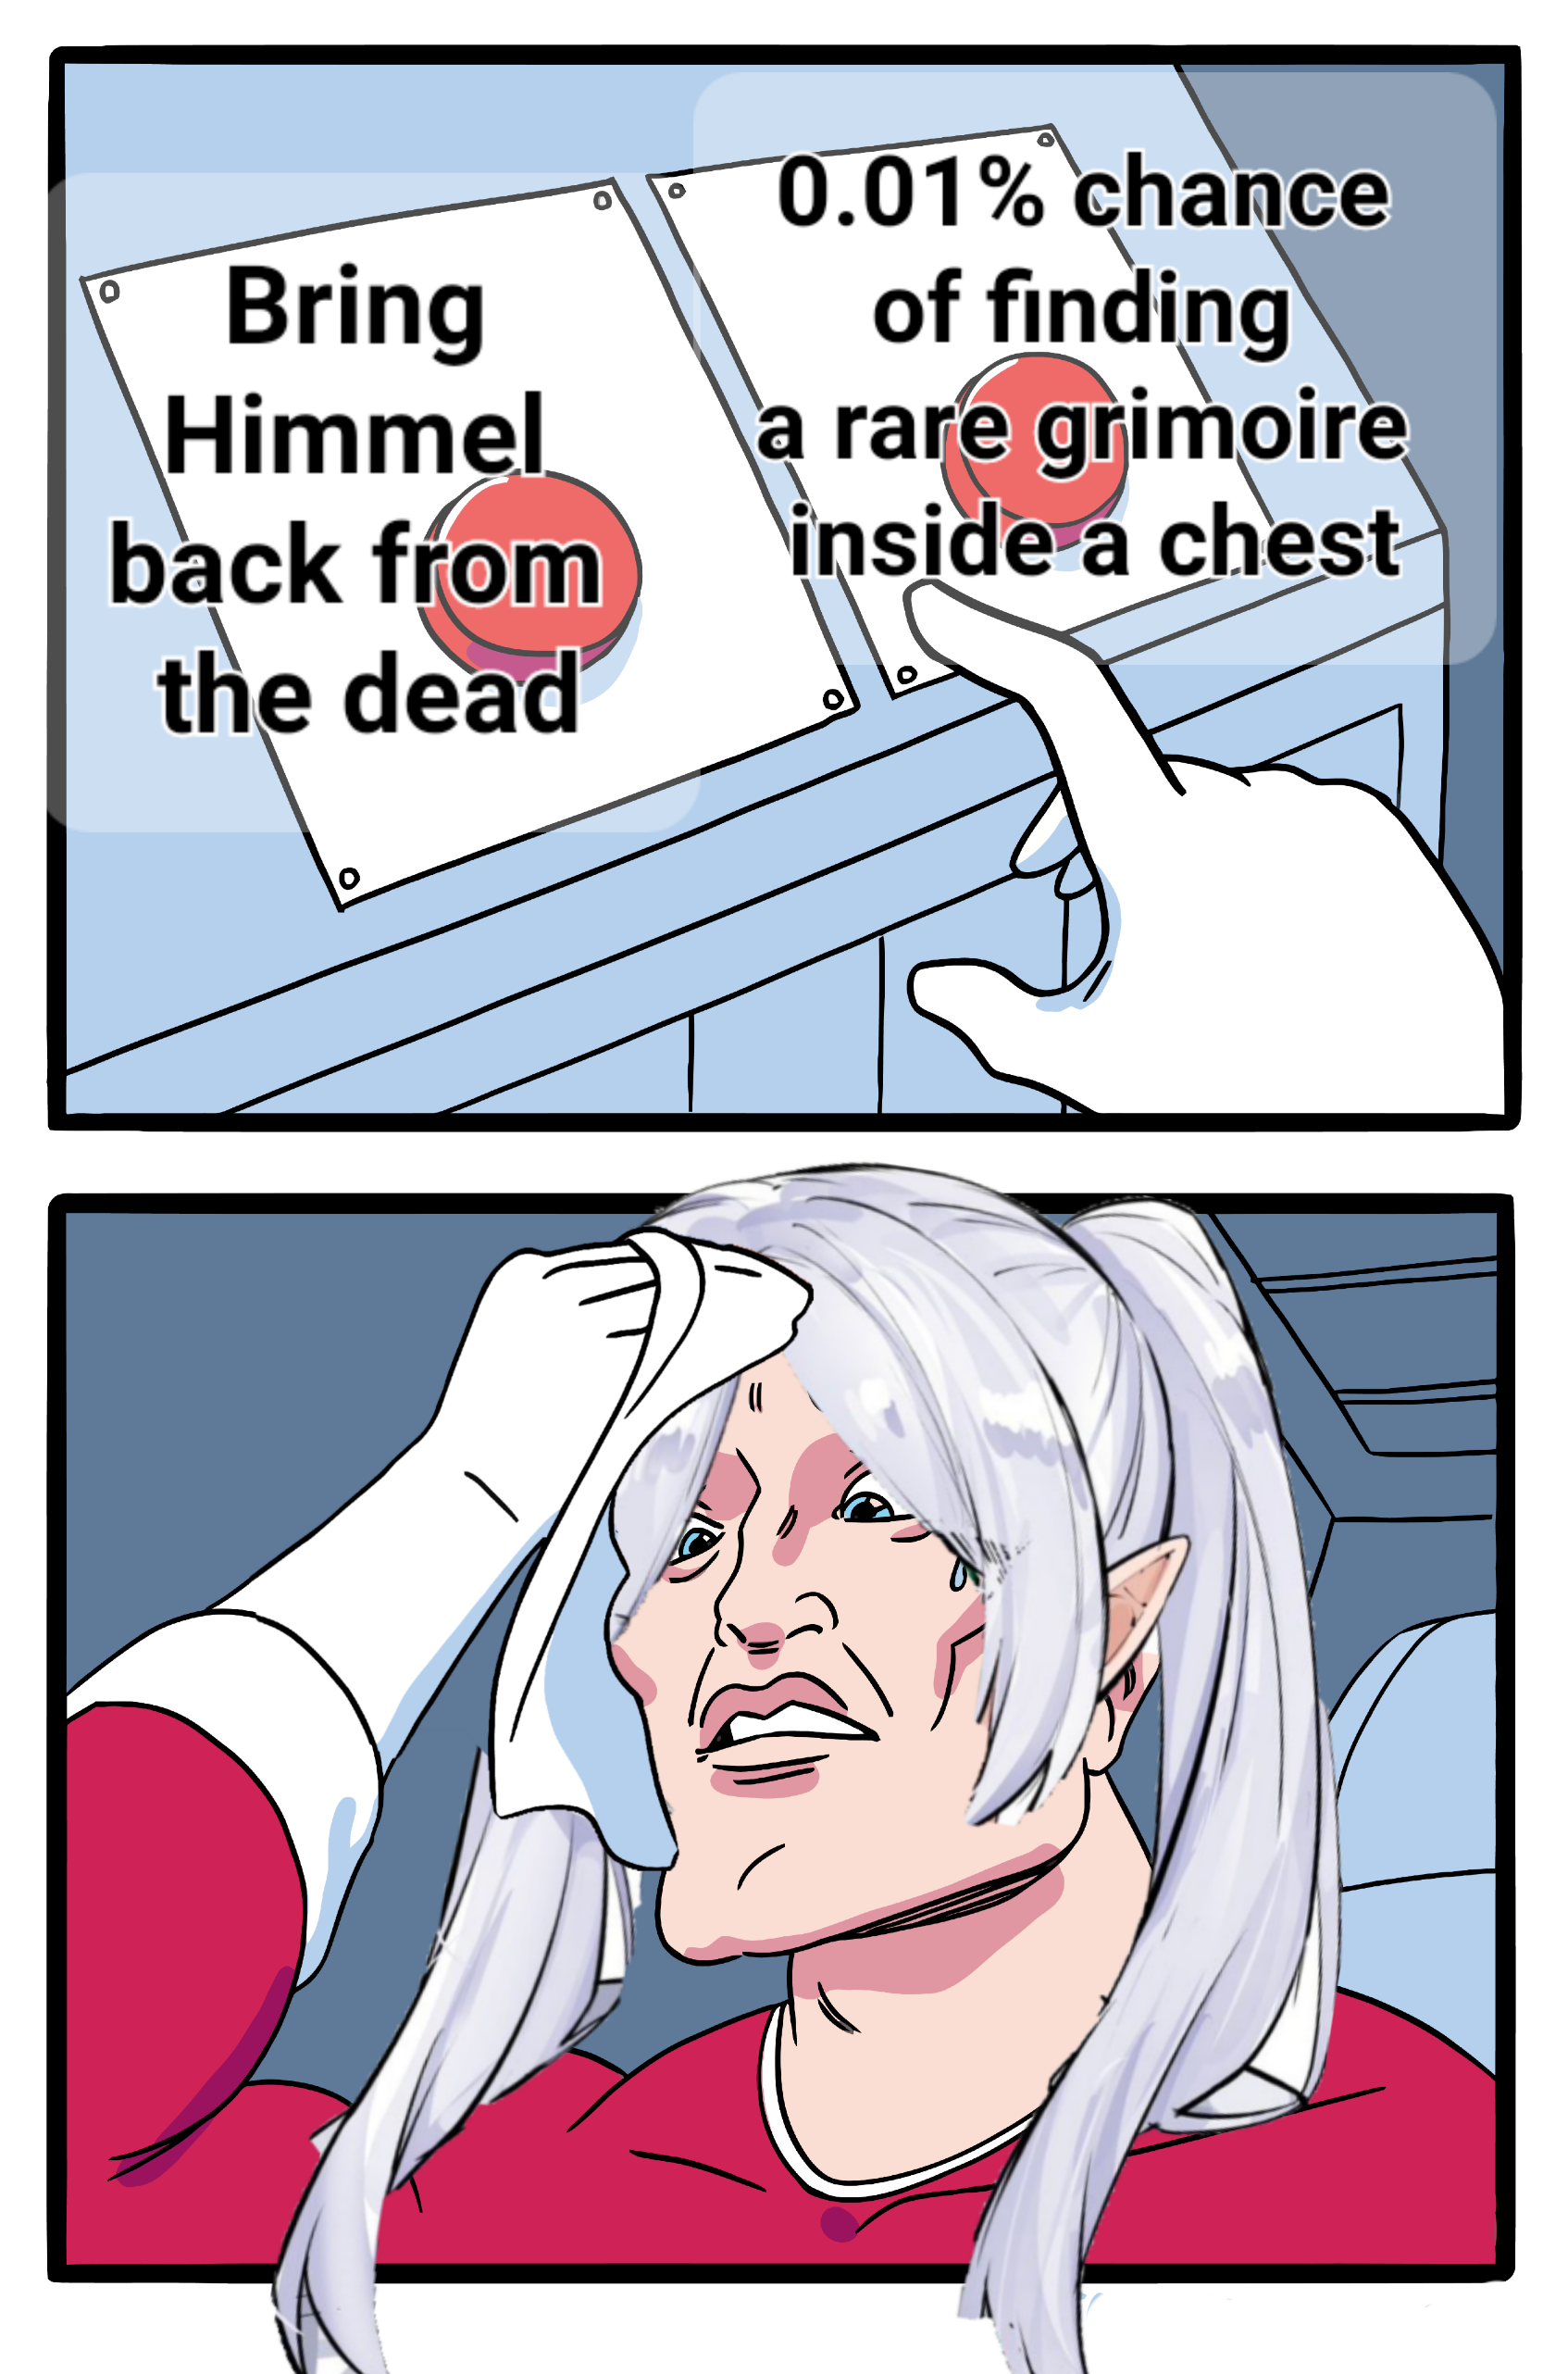 Bring
Himmel
back from
the dead
0.01% chance
of finding
a rare grimoire
inside a chest